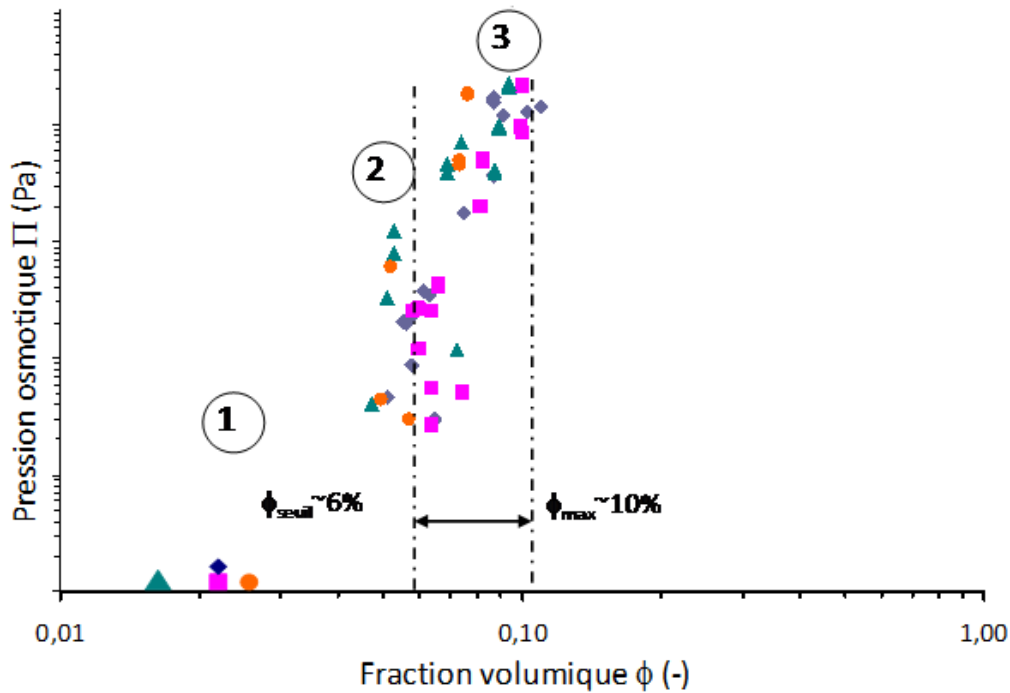 3
2
Pression osmotique Π (Pa)
1
ϕseuil~6%
ϕmax~10%
0,01
0,10
1,00
Fraction volumique ϕ (-)